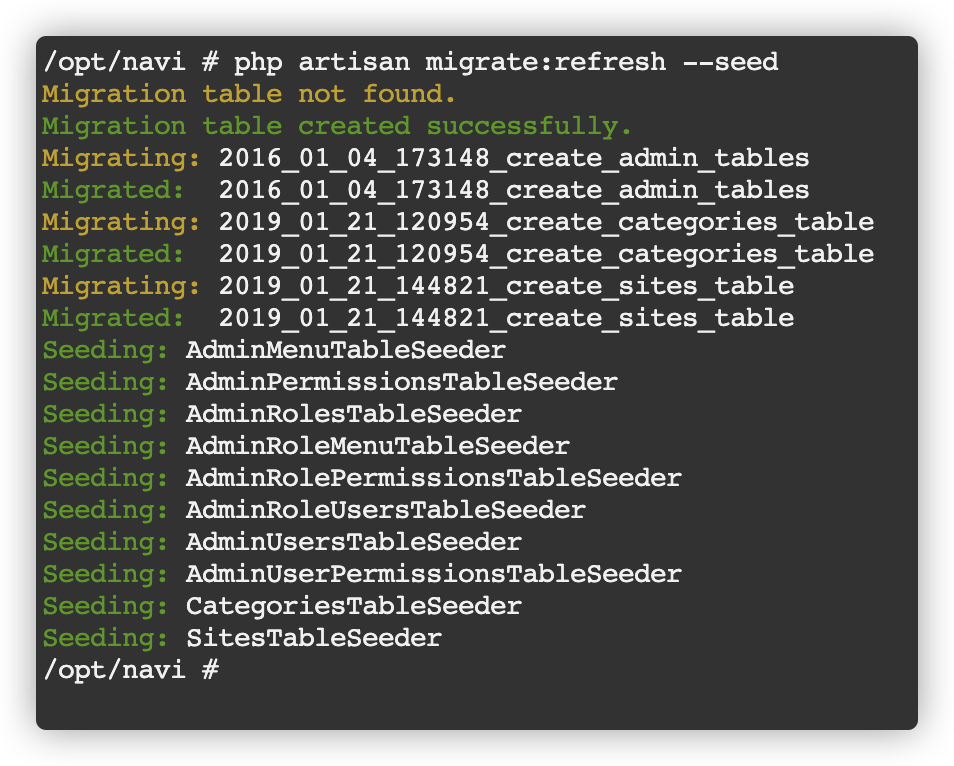 /opt/navi # php artisan migrate:refresh --seed
Migration table not found.
Migration table created successfully.
Migrating: 2016_01_04_173148_create_admin_tables
Migrated:  2016_01_04_173148_create_admin_tables
Migrating: 2019_01_21_120954_create_categories_table
Migrated:  2019_01_21_120954_create_categories_table
Migrating: 2019_01_21_144821_create_sites_table
Migrated:  2019_01_21_144821_create_sites_table
Seeding: AdminMenuTableSeeder
Seeding: AdminPermissionsTableSeeder
Seeding: AdminRolesTableSeeder
Seeding: AdminRoleMenuTableSeeder
Seeding: AdminRolePermissionsTableSeeder
Seeding: AdminRoleUsersTableSeeder
Seeding: AdminUsersTableSeeder
Seeding: AdminUserPermissionsTableSeeder
Seeding: CategoriesTableSeeder
Seeding: SitesTableSeeder
/opt/navi #